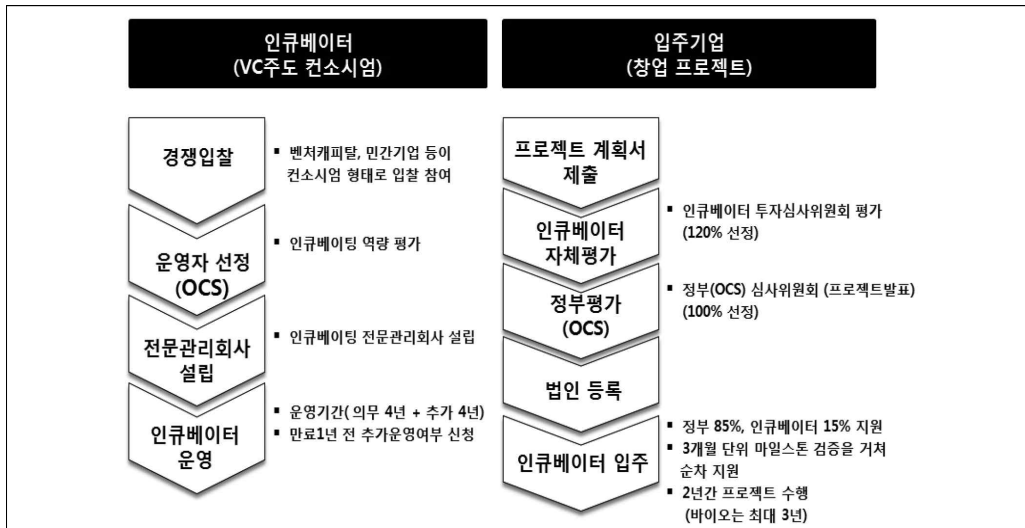 인큐베이터
(VC주도 컨소시엄)
경쟁입찰
▪ 벤처캐피탈, 민간기업 등이
컨소시엄 형태로 입찰 참여
운영자 선정
(OCS)
▪ 인큐베이팅 역량 평가
전문관리회사
설립
▪ 인큐베이팅 전문관리회사 설립
인큐베이터
운영
▪ 운영기간( 의무 4년 + 추가 4년)
▪ 만료1년 전 추가운영여부 신청
입주기업
(창업 프로젝트)
프로젝트 계획서
제출
인큐베이터
자체평가
▪ 인큐베이터 투자심사위원회 평가
(120% 선정)
정부평가
(OCS)
▪ 정부(OCS) 심사위원회 (프로젝트발표)
(100% 선정)
법인 등록
인큐베이터 입주
▪ 정부 85%, 인큐베이터 15% 지원
▪ 3개월 단위 마일스톤 검증을 거쳐
순차 지원
▪ 2년간 프로젝트 수행
(바이오는 최대 3년)